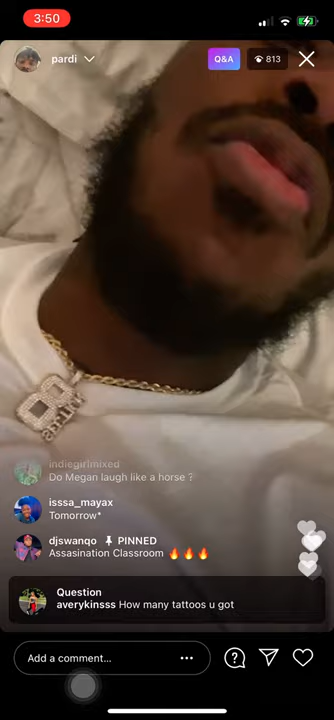 3:50
pardi
Q&A
813
indiegirlmixed
Do Megan laugh like a horse ?
isssa_mayax
Tomorrow*
djswanqo PINNED
Assasination Classroom 🔥🔥🔥
Question
averykinsss How many tattoos u got
Add a comment...